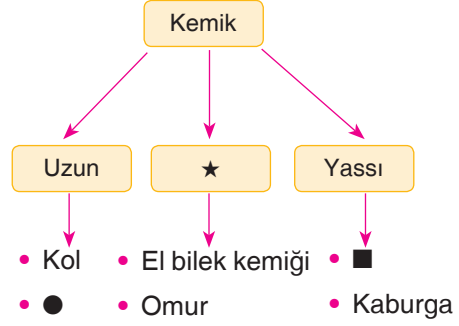 Kemik
Uzun ★ Yassı
• Kol • El bilek kemiği • ■
• ● • Omur • Kaburga